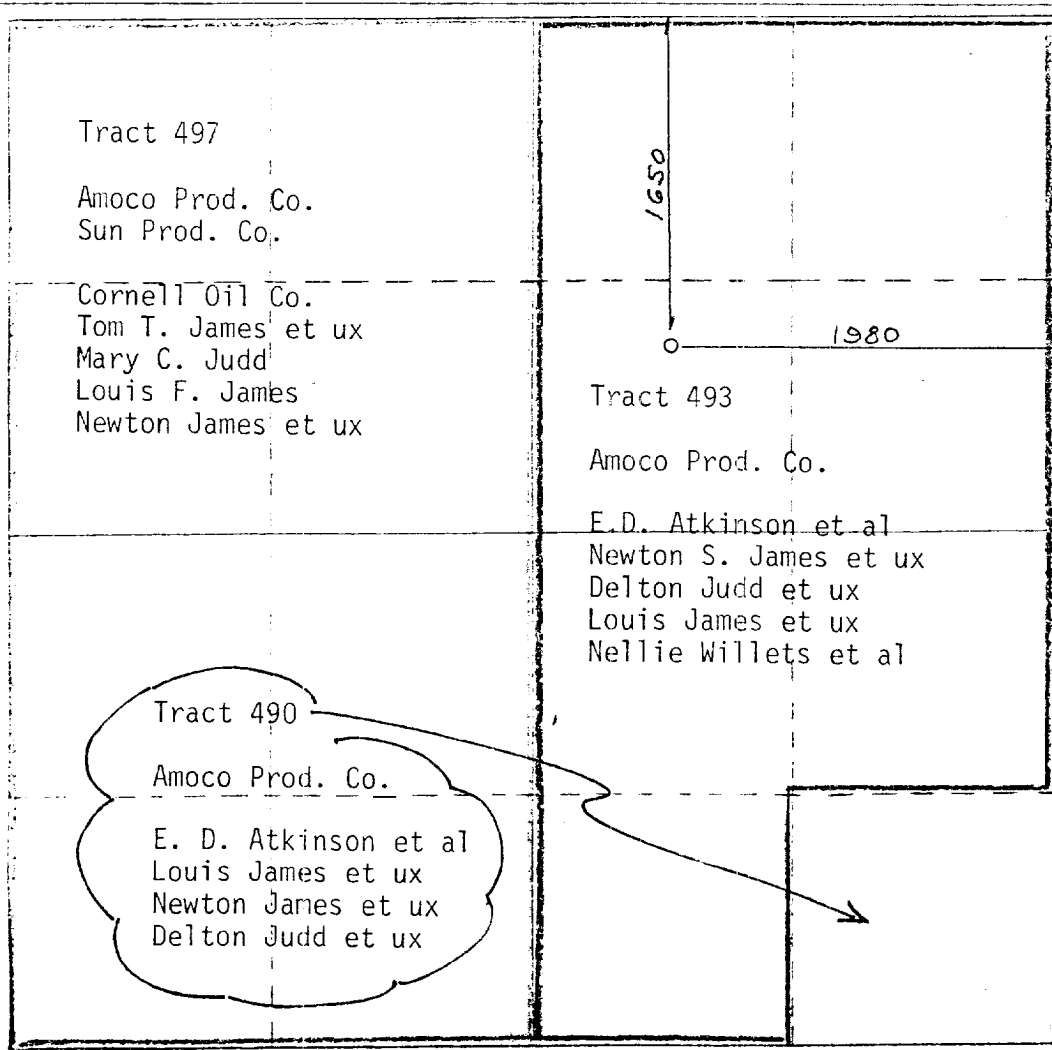 Tract 497
Amoco Prod. Co.
Sun Prod. Co.
Cornell Oil Co.
Tom T. James et ux
Mary C. Judd
Louis F. James
Newton James et ux
1650
1980
Tract 493
Amoco Prod. Co.
E.D. Atkinson et al
Newton S. James et ux
Delton Judd et ux
Louis James et ux
Nellie Willets et al
Tract 490
Amoco Prod. Co.
E. D. Atkinson et al
Louis James et ux
Newton James et ux
Delton Judd et ux